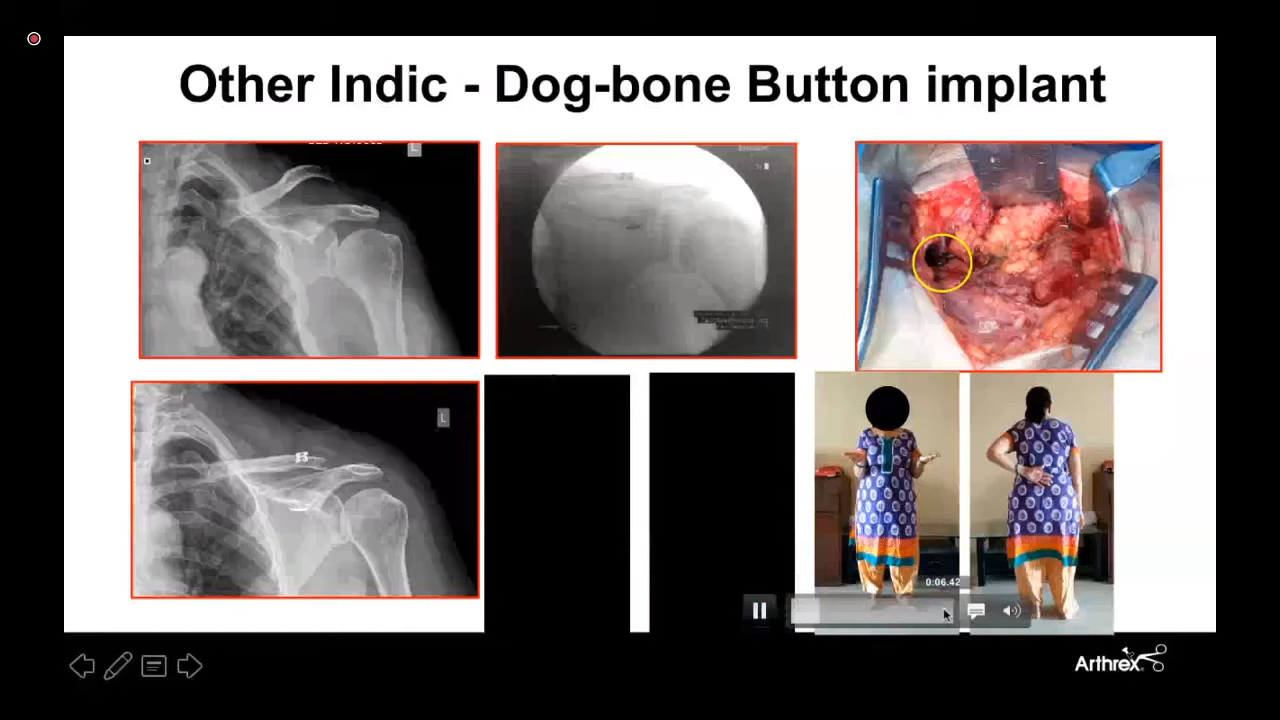 Other Indic - Dog-bone Button implant
L
L
0:06.42
Arthrex